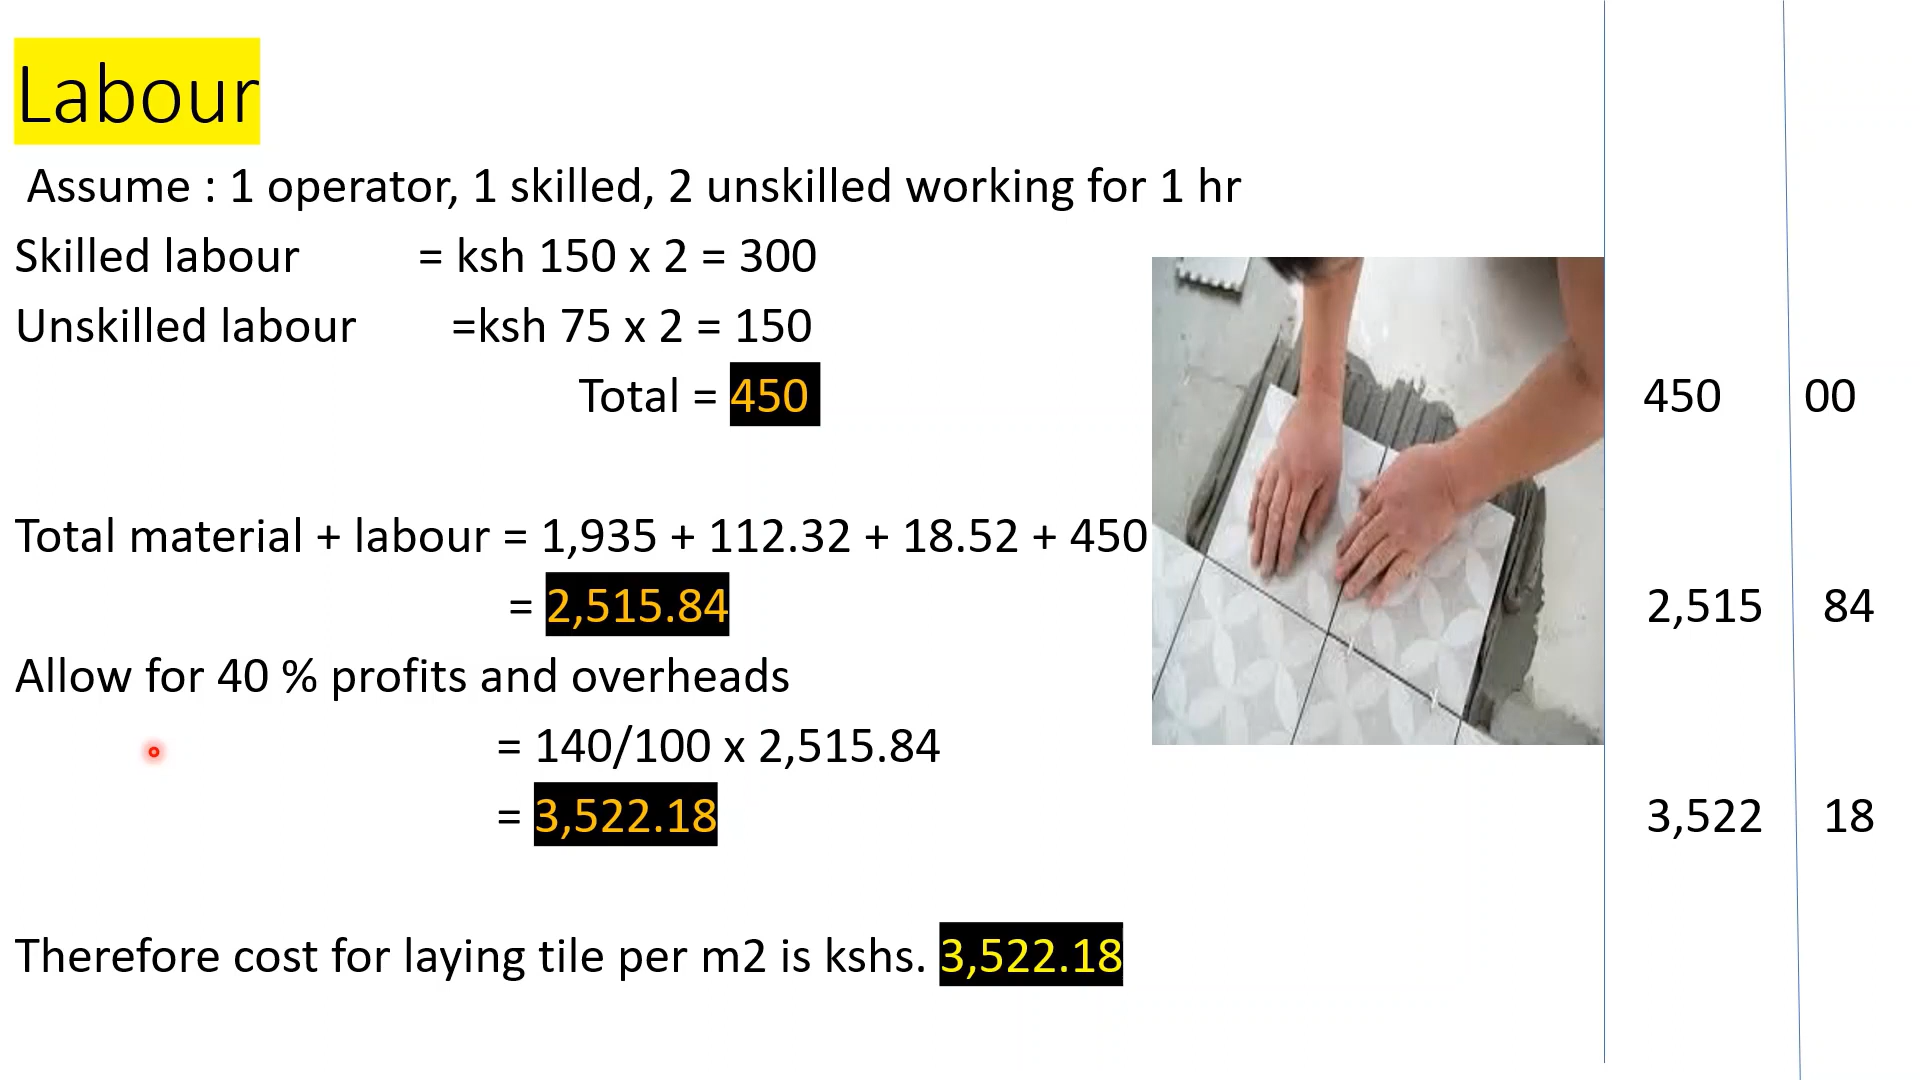 Labour
Assume : 1 operator, 1 skilled, 2 unskilled working for 1 hr
Skilled labour = ksh 150 x 2 = 300
Unskilled labour =ksh 75 x 2 = 150
Total = 450 450 00
Total material + labour = 1,935 + 112.32 + 18.52 + 450
= 2,515.84 2,515 84
Allow for 40 % profits and overheads
= 140/100 x 2,515.84
= 3,522.18 3,522 18
Therefore cost for laying tile per m2 is kshs. 3,522.18